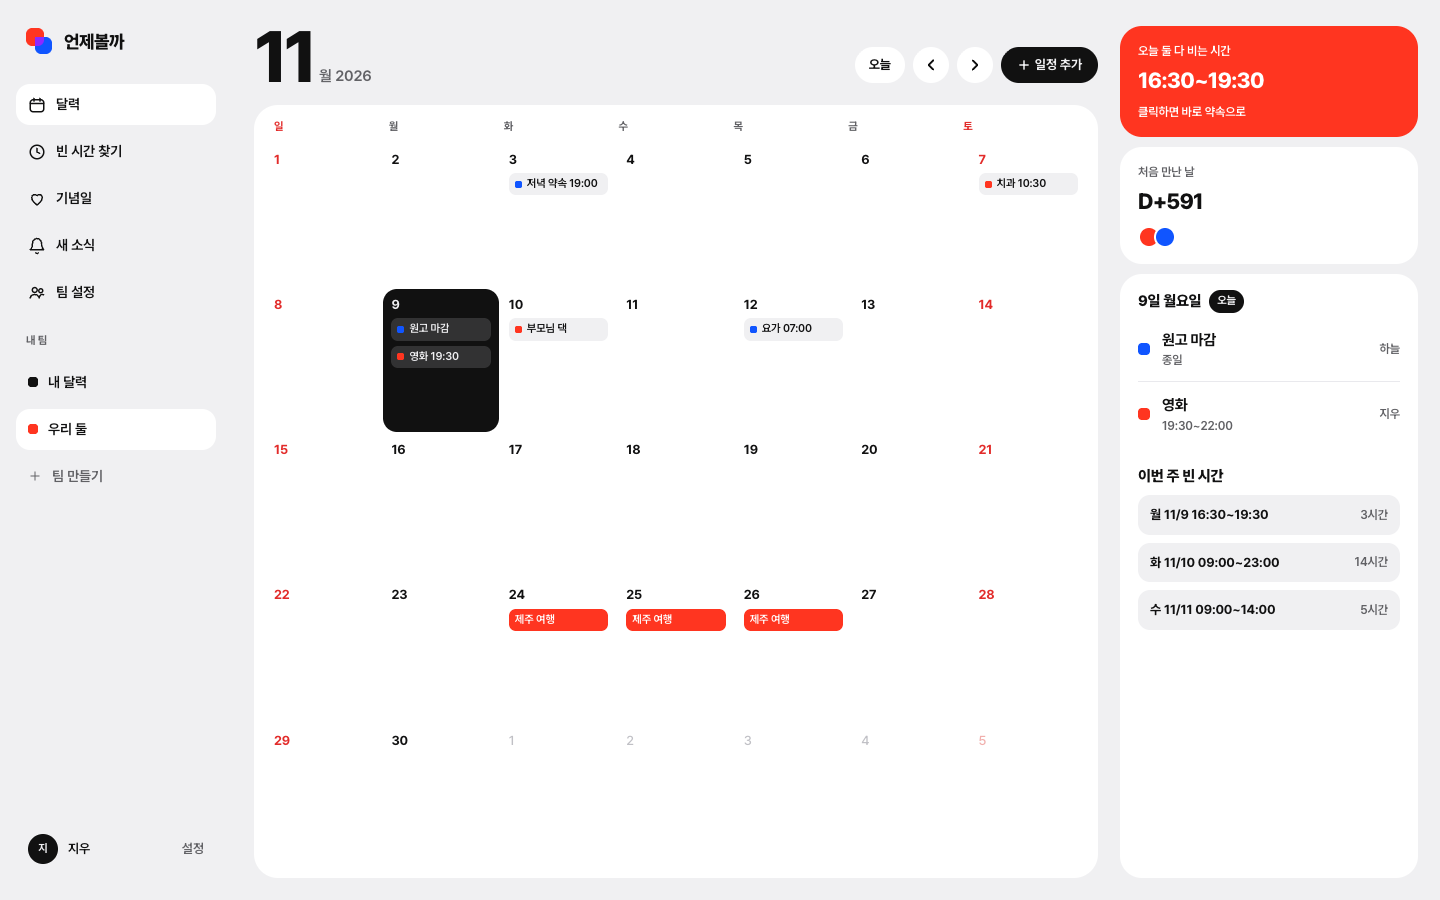 언제볼까
달력
빈 시간 찾기
기념일
새 소식
팀 설정
내 팀
내 달력
우리 둘
팀 만들기
지 지우 설정
11 월 2026
오늘
일정 추가
일 월 화 수 목 금 토
1 2 3 4 5 6 7
저녁 약속 19:00
치과 10:30
8 9 10 11 12 13 14
원고 마감
부모님 댁
요가 07:00
영화 19:30
15 16 17 18 19 20 21
22 23 24 25 26 27 28
제주 여행 제주 여행 제주 여행
29 30 1 2 3 4 5
오늘 둘 다 비는 시간
16:30~19:30
클릭하면 바로 약속으로
처음 만난 날
D+591
9일 월요일 오늘
원고 마감
종일
하늘
영화
19:30~22:00
지우
이번 주 빈 시간
월 11/9 16:30~19:30 3시간
화 11/10 09:00~23:00 14시간
수 11/11 09:00~14:00 5시간